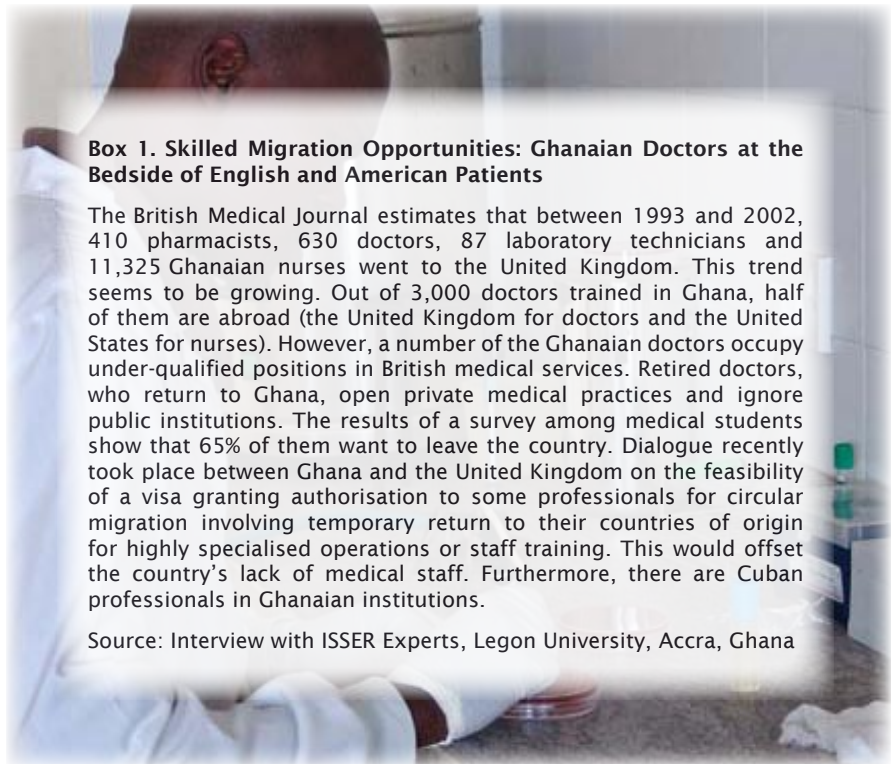 Box 1. Skilled Migration Opportunities: Ghanaian Doctors at the
Bedside of English and American Patients
The British Medical Journal estimates that between 1993 and 2002,
410 pharmacists, 630 doctors, 87 laboratory technicians and
11,325 Ghanaian nurses went to the United Kingdom. This trend
seems to be growing. Out of 3,000 doctors trained in Ghana, half
of them are abroad (the United Kingdom for doctors and the United
States for nurses). However, a number of the Ghanaian doctors occupy
under-qualified positions in British medical services. Retired doctors,
who return to Ghana, open private medical practices and ignore
public institutions. The results of a survey among medical students
show that 65% of them want to leave the country. Dialogue recently
took place between Ghana and the United Kingdom on the feasibility
of a visa granting authorisation to some professionals for circular
migration involving temporary return to their countries of origin
for highly specialised operations or staff training. This would offset
the country’s lack of medical staff. Furthermore, there are Cuban
professionals in Ghanaian institutions.
Source: Interview with ISSER Experts, Legon University, Accra, Ghana